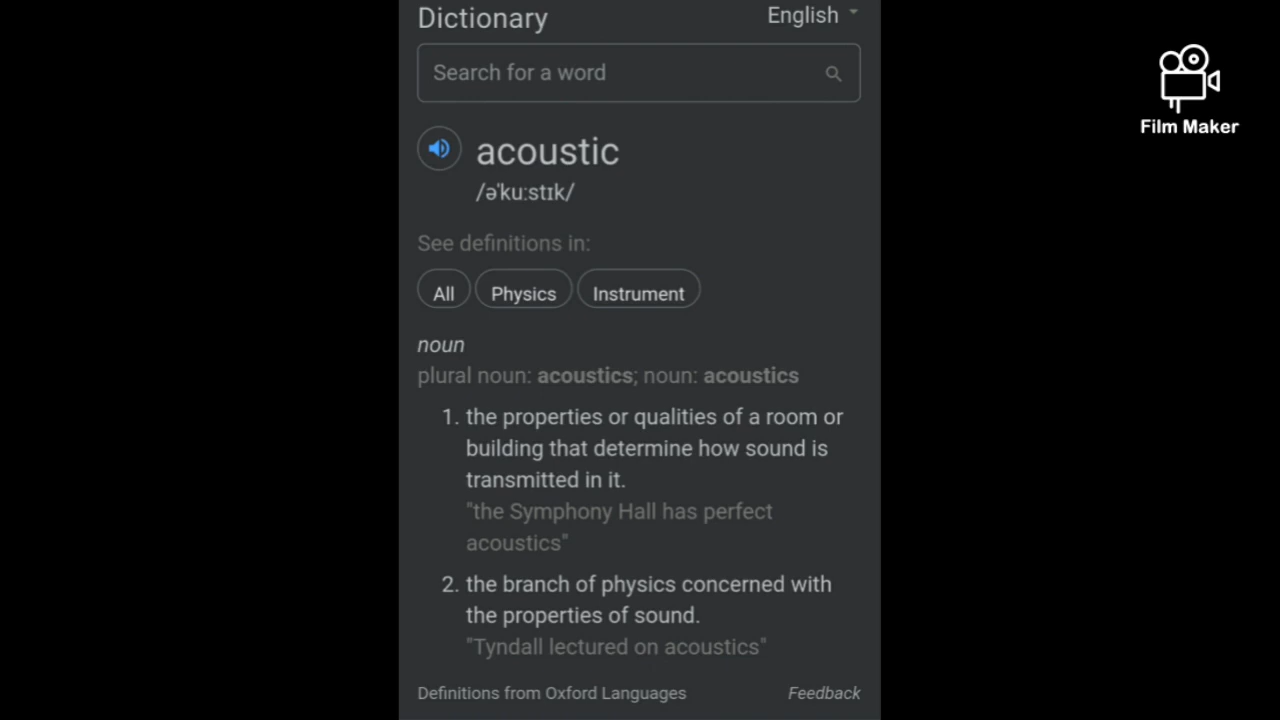 Dictionary
English
Search for a word
Film Maker
acoustic
/əˈkuːstɪk/
See definitions in:
All
Physics
Instrument
noun
plural noun: acoustics; noun: acoustics
1. the properties or qualities of a room or
building that determine how sound is
transmitted in it.
"the Symphony Hall has perfect
acoustics"
2. the branch of physics concerned with
the properties of sound.
"Tyndall lectured on acoustics"
Definitions from Oxford Languages
Feedback